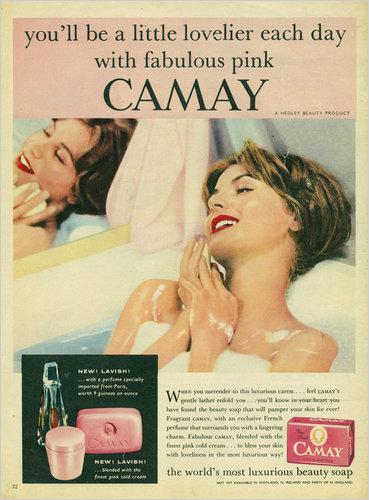 you'll be a little lovelier each day
with fabulous pink
CAMAY
A HEDLEY BEAUTY PRODUCT
NEW! LAVISH!
...with a perfume specially
imported from Paris,
worth 9 guineas an ounce
CAMAY
NEW! LAVISH!
...blended with the
finest pink cold cream
WHEN you surrender to this luxurious caress . . . feel CAMAY'S
gentle lather enfold you . . . you'll know in your heart you
have found the beauty soap that will pamper your skin for ever!
Fragrant CAMAY, with an exclusive French
perfume that surrounds you with a lingering
charm. Fabulous CAMAY, blended with the
finest pink cold cream . . . to bless your skin
with loveliness in the most luxurious way!
CAMAY
the world's most luxurious beauty soap
72
NOT YET AVAILABLE IN SCOTLAND, N. IRELAND AND PARTS OF N. ENGLAND